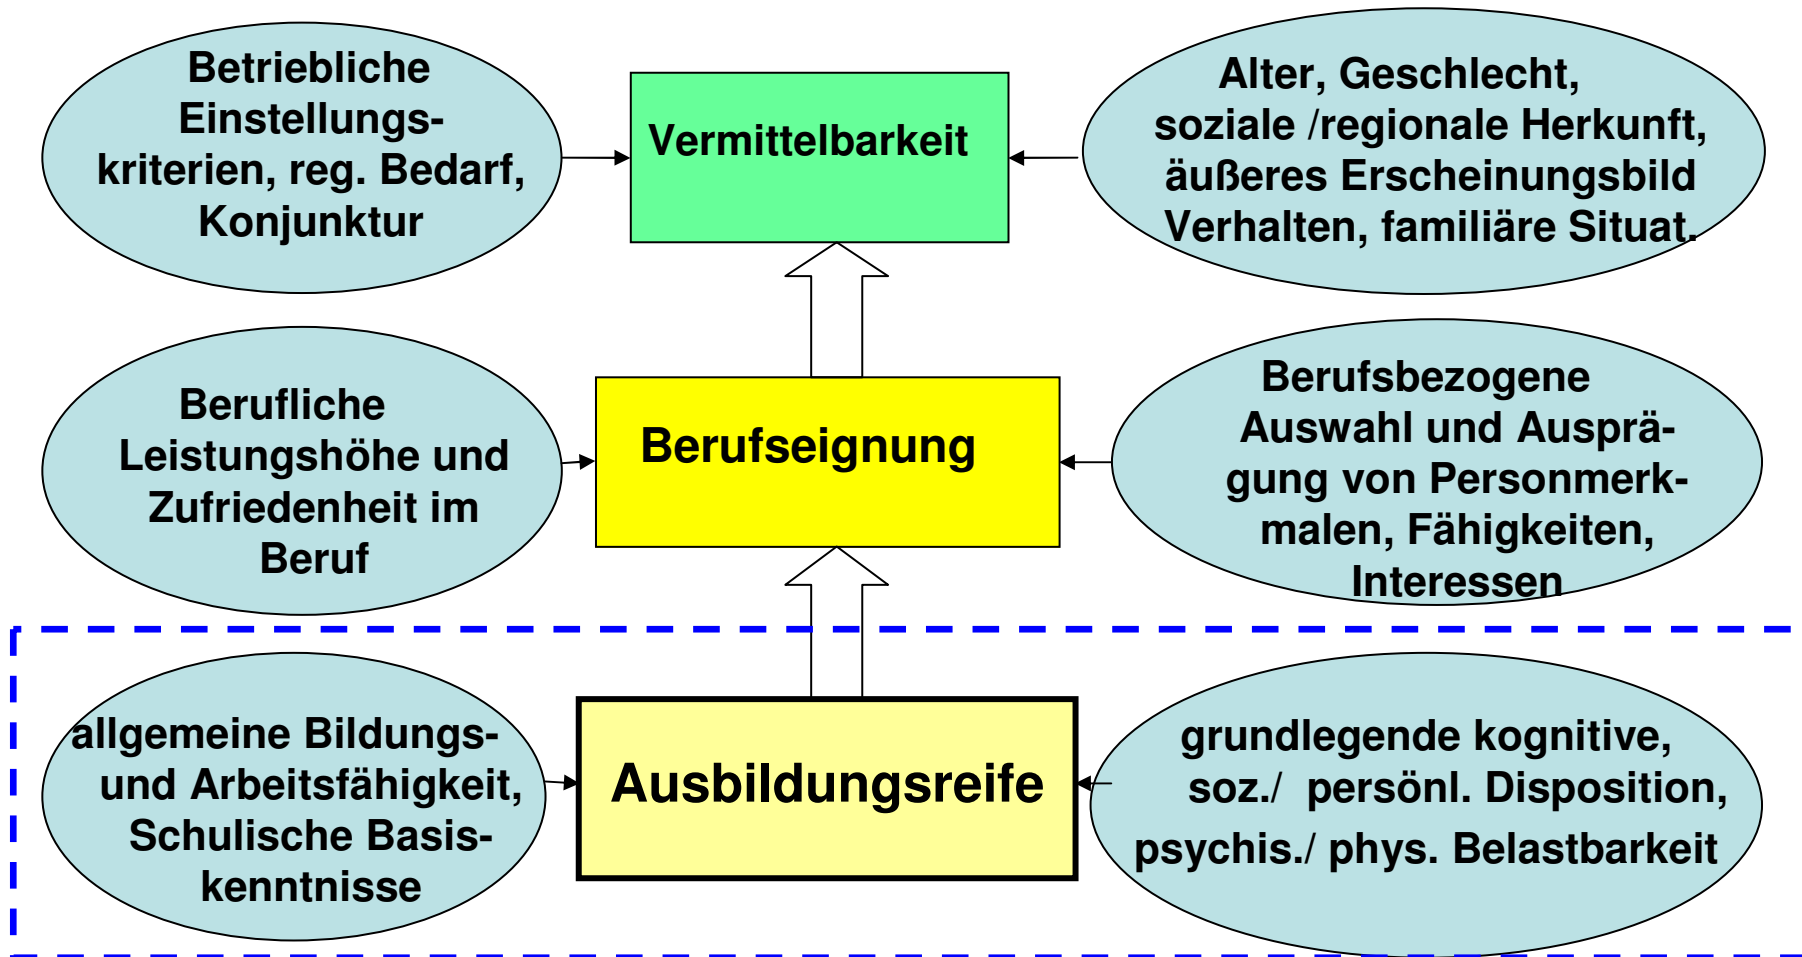 Betriebliche
Einstellungs-
kriterien, reg. Bedarf,
Konjunktur
Vermittelbarkeit
Alter, Geschlecht,
soziale /regionale Herkunft,
äußeres Erscheinungsbild
Verhalten, familiäre Situat.
Berufliche
Leistungshöhe und
Zufriedenheit im
Beruf
Berufseignung
Berufsbezogene
Auswahl und Ausprä-
gung von Personmerk-
malen, Fähigkeiten,
Interessen
allgemeine Bildungs-
und Arbeitsfähigkeit,
Schulische Basis-
kenntnisse
Ausbildungsreife
grundlegende kognitive,
soz./ persönl. Disposition,
psychis./ phys. Belastbarkeit